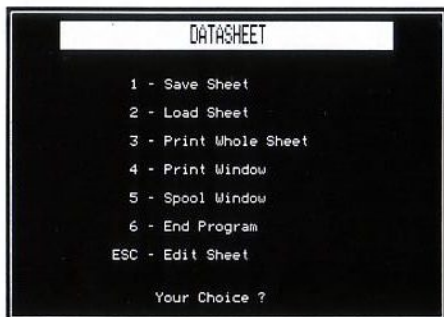 DATASHEET
1 - Save Sheet
2 - Load Sheet
3 - Print Whole Sheet
4 - Print Window
5 - Spool Window
6 - End Program
ESC - Edit Sheet
Your Choice ?